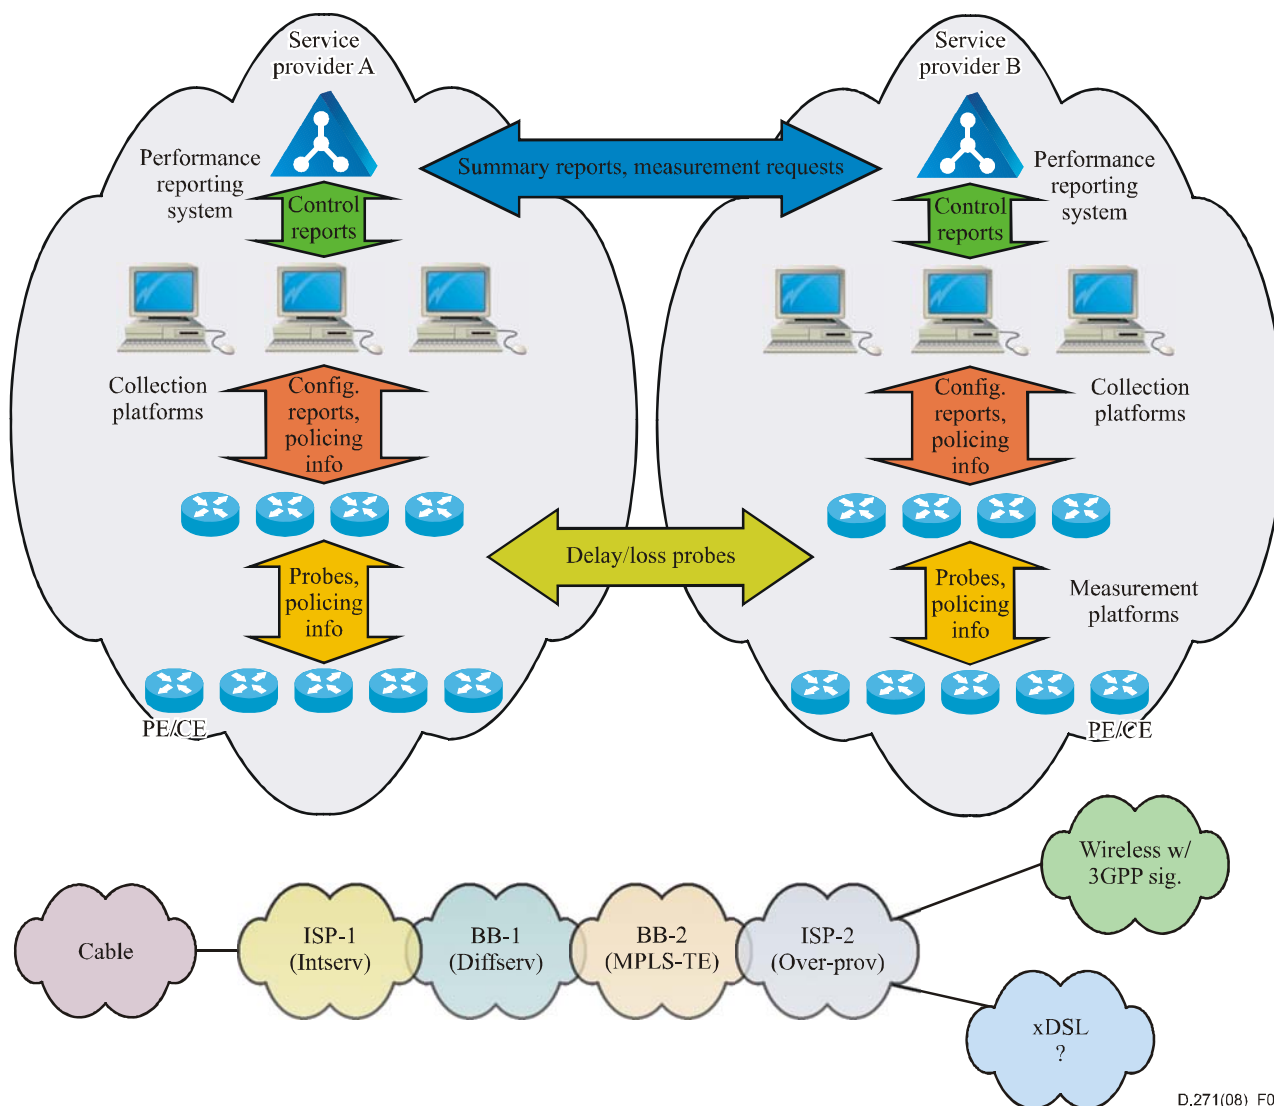 Service
provider A
Service
provider B
Performance
reporting
system
Summary reports, measurement requests
Performance
reporting
system
Control
reports
Control
reports
Collection
platforms
Config.
reports,
policing
info
Config.
reports,
policing
info
Collection
platforms
Delay/loss probes
Probes,
policing
info
Probes,
policing
info
Measurement
platforms
PE/CE
PE/CE
Wireless w/
3GPP sig.
Cable
ISP-1
(Intserv)
BB-1
(Diffserv)
BB-2
(MPLS-TE)
ISP-2
(Over-prov)
xDSL
?
D.271(08)_F0